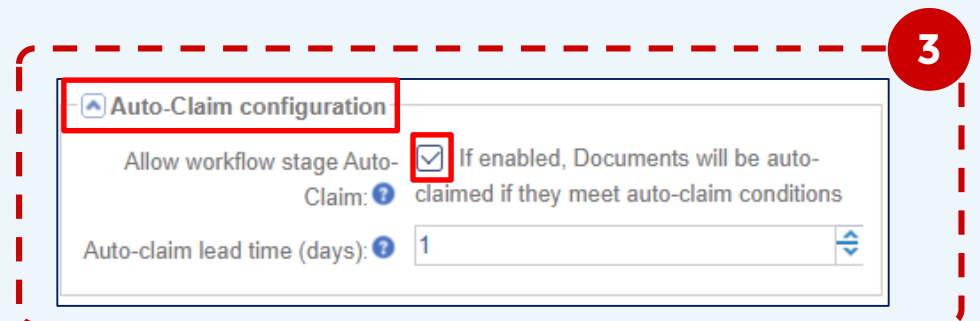 3
Auto-Claim configuration
Allow workflow stage Auto-Claim:
If enabled, Documents will be auto-
claimed if they meet auto-claim conditions
Auto-claim lead time (days):
1